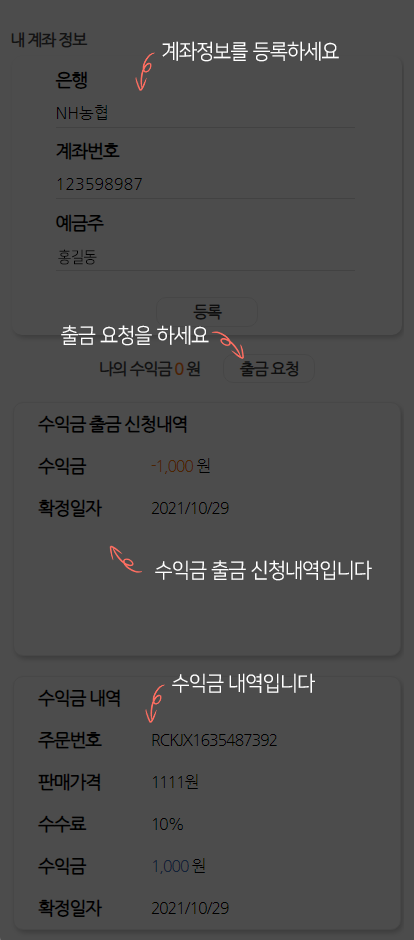 내 계좌 정보
계좌정보를 등록하세요
은행
NH농협
계좌번호
123598987
예금주
홍길동
등록
출금 요청을 하세요
나의 수익금 0 원 출금 요청
수익금 출금 신청내역
수익금 -1,000 원
확정일자 2021/10/29
수익금 출금 신청내역입니다
수익금 내역입니다
수익금 내역
주문번호 RCKJX1635487392
판매가격 1111원
수수료 10%
수익금 1,000 원
확정일자 2021/10/29